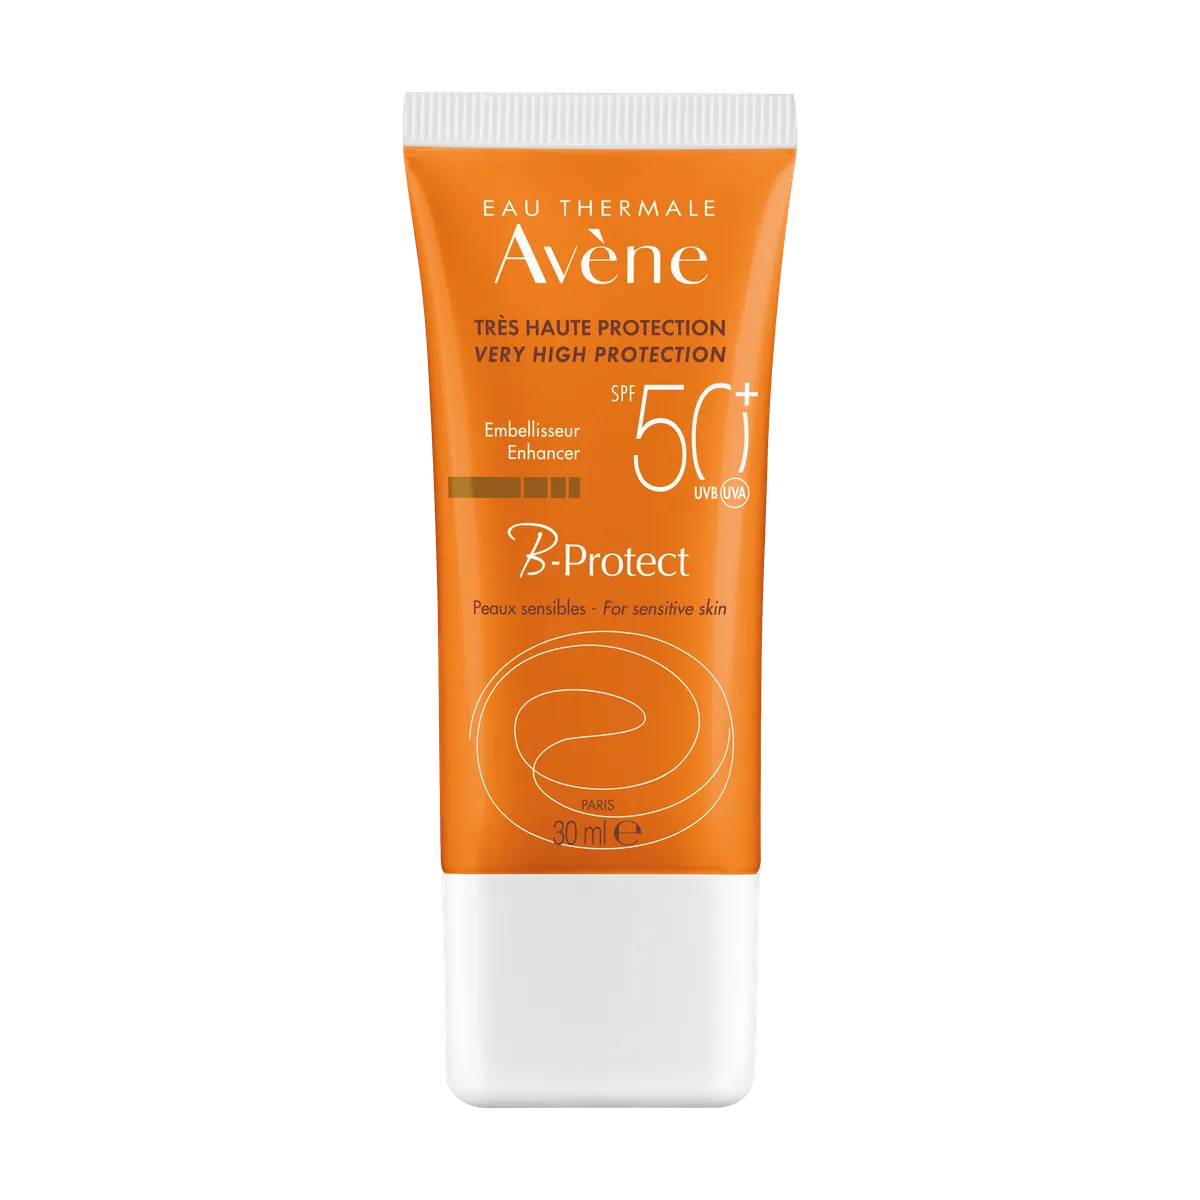 EAU THERMALE
Avène
TRÈS HAUTE PROTECTION
VERY HIGH PROTECTION
SPF 50+
Embellisseur
Enhancer
UVB UVA
B-Protect
Peaux sensibles - For sensitive skin
PARIS
30 ml ℮